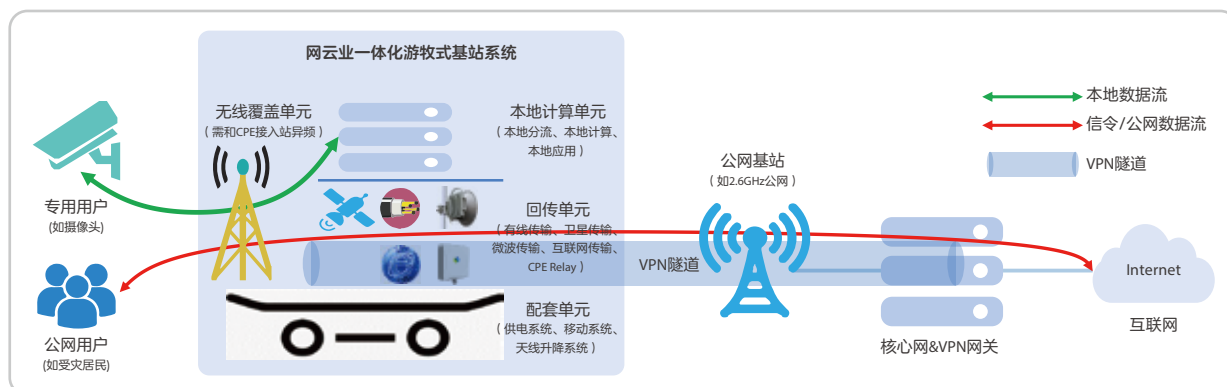 网云业一体化游牧式基站系统
无线覆盖单元
（需和CPE接入站异频）
本地计算单元
（本地分流、本地计算、
本地应用）
专用用户
(如摄像头)
回传单元
（有线传输、卫星传输、
微波传输、互联网传输、
CPE Relay）
VPN隧道
公网用户
(如受灾居民)
配套单元
（供电系统、移动系统、
天线升降系统）
公网基站
（如2.6GHz公网）
核心网&VPN网关
Internet
互联网
本地数据流
信令/公网数据流
VPN隧道